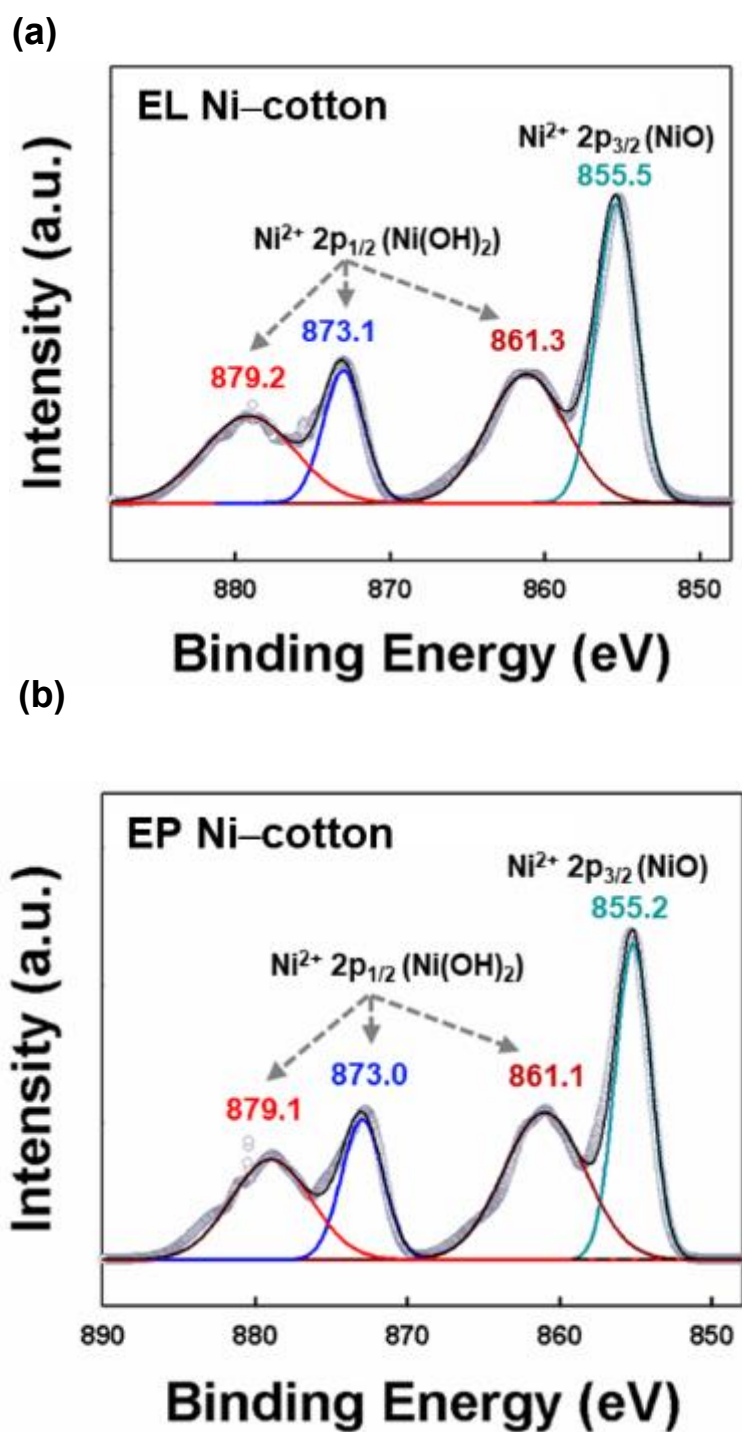 (a)
EL Ni–cotton
Ni²⁺ 2p₃/₂ (NiO)
855.5
Ni²⁺ 2p₁/₂ (Ni(OH)₂)
873.1
861.3
879.2
Intensity (a.u.)
880 870 860 850
Binding Energy (eV)
(b)
EP Ni–cotton
Ni²⁺ 2p₃/₂ (NiO)
855.2
Ni²⁺ 2p₁/₂ (Ni(OH)₂)
873.0
861.1
879.1
Intensity (a.u.)
890 880 870 860 850
Binding Energy (eV)